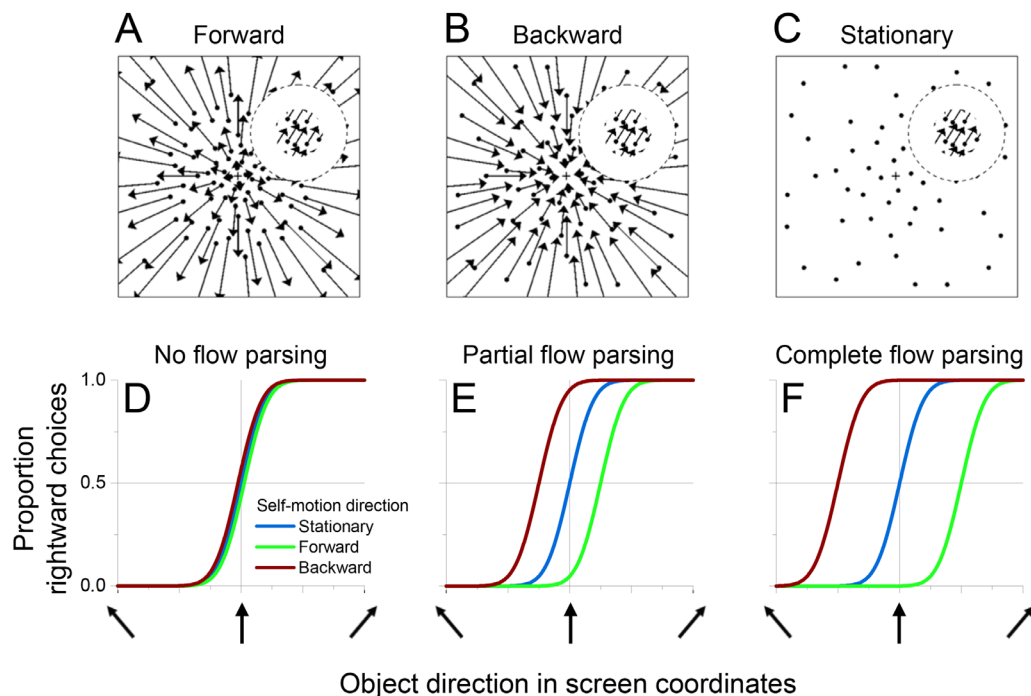 A
Forward
B
Backward
C
Stationary
No flow parsing
Partial flow parsing
Complete flow parsing
D
E
F
Proportion
rightward choices
1.0
0.5
0.0
Self-motion direction
Stationary
Forward
Backward
Object direction in screen coordinates